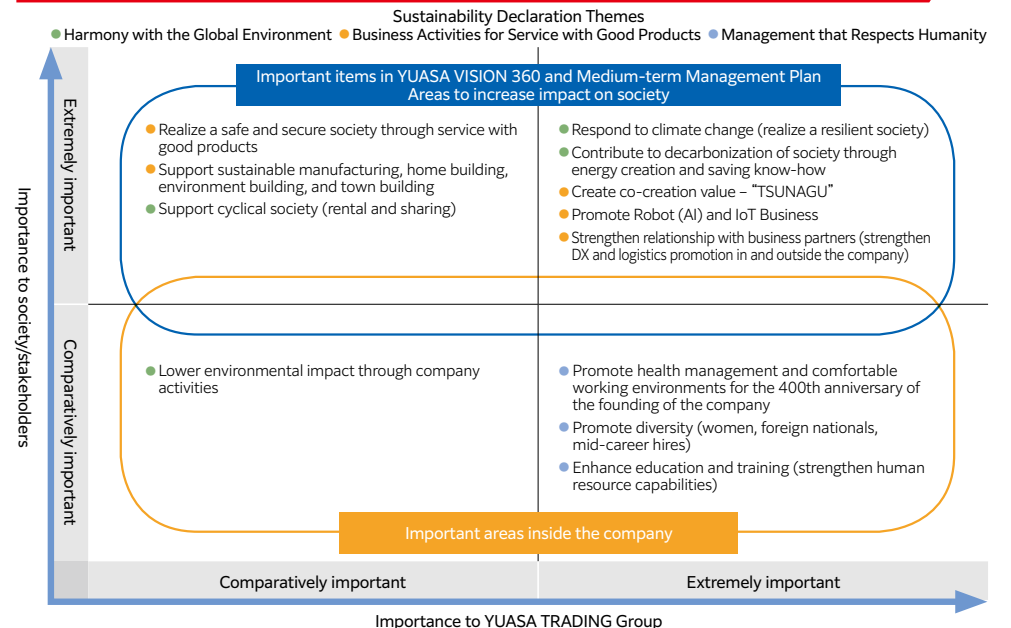 Sustainability Declaration Themes
Harmony with the Global Environment Business Activities for Service with Good Products Management that Respects Humanity
Important items in YUASA VISION 360 and Medium-term Management Plan
Areas to increase impact on society
Importance to society/stakeholders
Extremely important
Realize a safe and secure society through service with
good products
Support sustainable manufacturing, home building,
environment building, and town building
Support cyclical society (rental and sharing)
Respond to climate change (realize a resilient society)
Contribute to decarbonization of society through
energy creation and saving know-how
Create co-creation value – “TSUNAGU”
Promote Robot (AI) and IoT Business
Strengthen relationship with business partners (strengthen
DX and logistics promotion in and outside the company)
Comparatively important
Lower environmental impact through company
activities
Promote health management and comfortable
working environments for the 400th anniversary of
the founding of the company
Promote diversity (women, foreign nationals,
mid-career hires)
Enhance education and training (strengthen human
resource capabilities)
Important areas inside the company
Comparatively important
Extremely important
Importance to YUASA TRADING Group